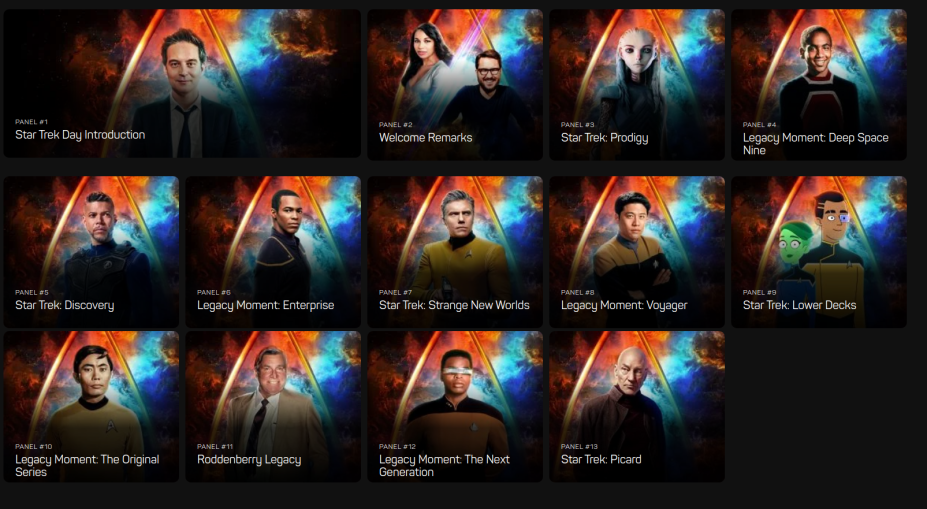 PANEL #1
Star Trek Day Introduction
PANEL #2
Welcome Remarks
PANEL #3
Star Trek: Prodigy
PANEL #4
Legacy Moment: Deep Space
Nine
PANEL #5
Star Trek: Discovery
PANEL #6
Legacy Moment: Enterprise
PANEL #7
Star Trek: Strange New Worlds
PANEL #8
Legacy Moment: Voyager
PANEL #9
Star Trek: Lower Decks
PANEL #10
Legacy Moment: The Original
Series
PANEL #11
Roddenberry Legacy
PANEL #12
Legacy Moment: The Next
Generation
PANEL #13
Star Trek: Picard